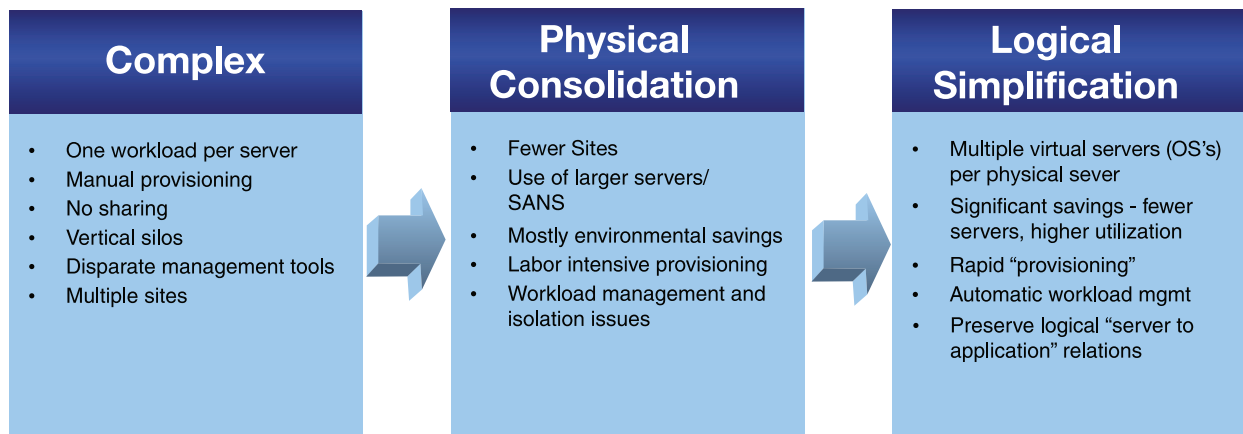 Complex
• One workload per server
• Manual provisioning
• No sharing
• Vertical silos
• Disparate management tools
• Multiple sites
Physical
Consolidation
• Fewer Sites
• Use of larger servers/
SANS
• Mostly environmental savings
• Labor intensive provisioning
• Workload management and
isolation issues
Logical
Simplification
• Multiple virtual servers (OS's)
per physical sever
• Significant savings - fewer
servers, higher utilization
• Rapid “provisioning”
• Automatic workload mgmt
• Preserve logical “server to
application” relations